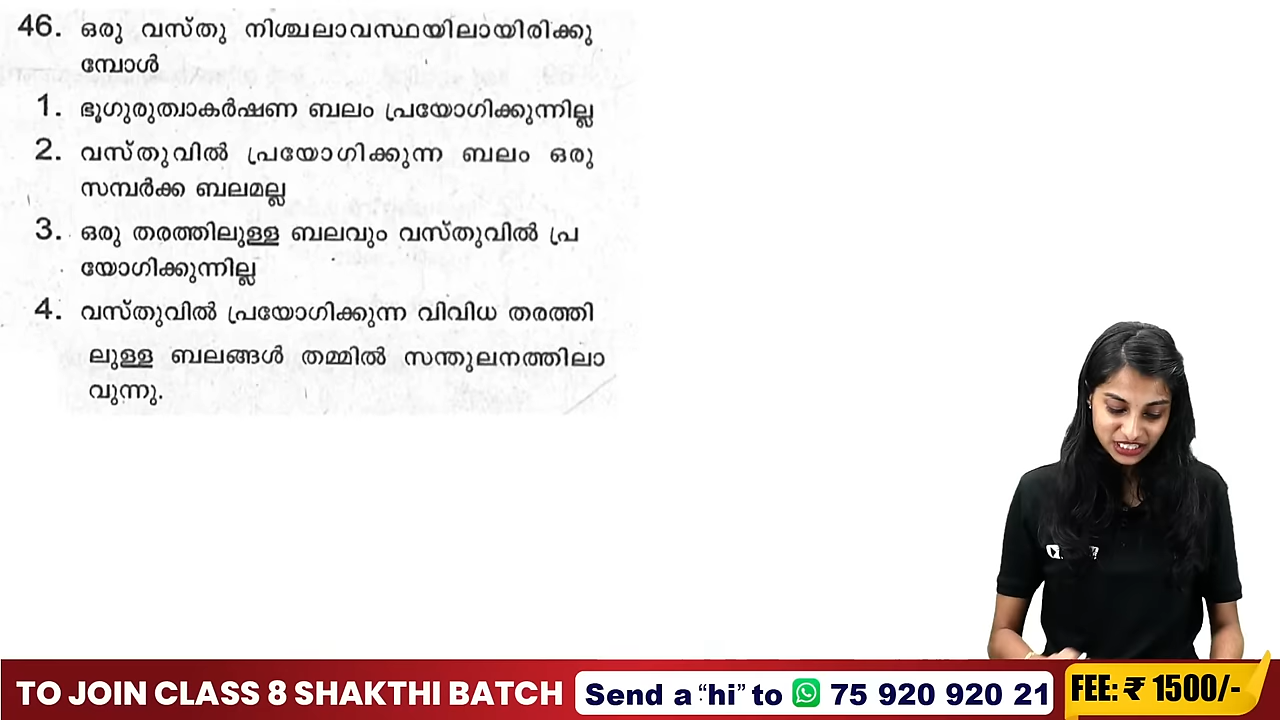 46. ഒരു വസ്തു നിശ്ചലാവസ്ഥയിലായിരിക്കു
മ്പോൾ
1. ഭൂഗുരുത്വാകർഷണ ബലം പ്രയോഗിക്കുന്നില്ല
2. വസ്തുവിൽ പ്രയോഗിക്കുന്ന ബലം ഒരു
സമ്പർക്ക ബലമല്ല
3. ഒരു തരത്തിലുള്ള ബലവും വസ്തുവിൽ പ്ര
യോഗിക്കുന്നില്ല
4. വസ്തുവിൽ പ്രയോഗിക്കുന്ന വിവിധ തരത്തി
ലുള്ള ബലങ്ങൾ തമ്മിൽ സന്തുലനത്തിലാ
വുന്നു.
TO JOIN CLASS 8 SHAKTHI BATCH
Send a “hi” to 75 920 920 21
FEE: ₹ 1500/-